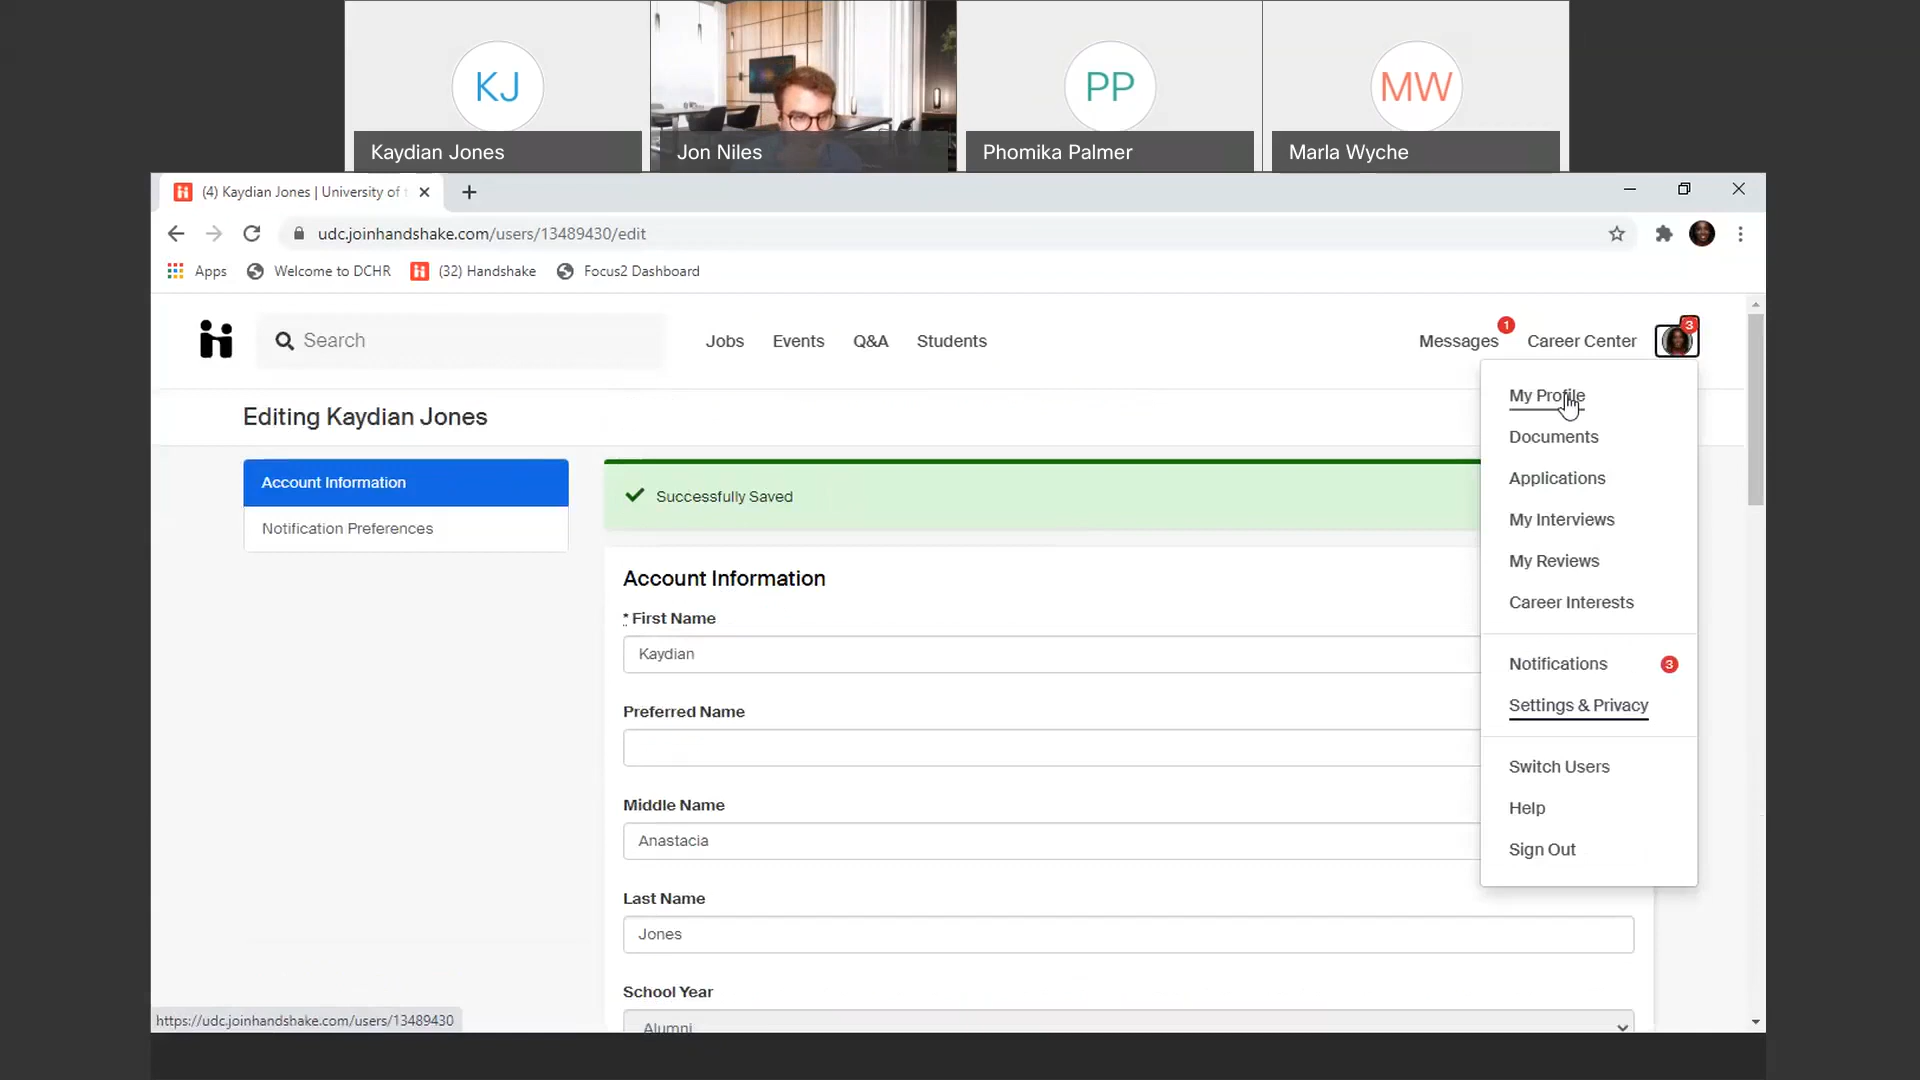 KJ
PP
MW
Kaydian Jones
Jon Niles
Phomika Palmer
Marla Wyche
(4) Kaydian Jones | University of
udc.joinhandshake.com/users/13489430/edit
Apps
Welcome to DCHR
(32) Handshake
Focus2 Dashboard
Search
Jobs
Events
Q&A
Students
Messages
1
Career Center
3
Editing Kaydian Jones
My Profile
Documents
Applications
My Interviews
My Reviews
Career Interests
Notifications
3
Settings & Privacy
Switch Users
Help
Sign Out
Account Information
Notification Preferences
Successfully Saved
Account Information
* First Name
Kaydian
Preferred Name
Middle Name
Anastacia
Last Name
Jones
School Year
Alumni
https://udc.joinhandshake.com/users/13489430